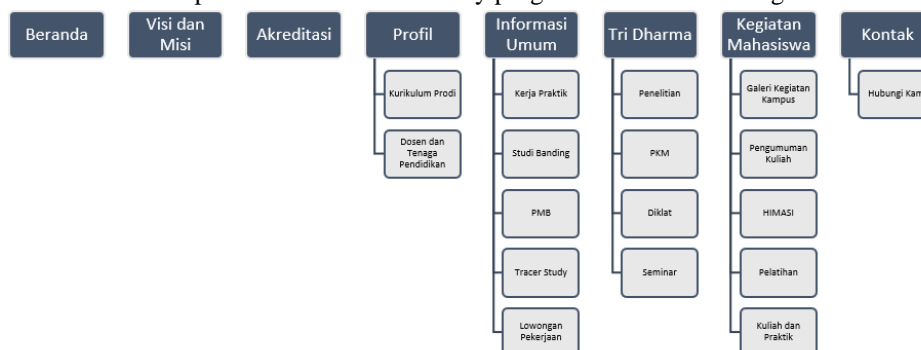 Beranda
Visi dan
Misi
Akreditasi
Profil
Informasi
Umum
Tri Dharma
Kegiatan
Mahasiswa
Kontak
Kurikulum Prodi
Dosen dan
Tenaga
Pendidikan
Kerja Praktik
Studi Banding
PMB
Tracer Study
Lowongan
Pekerjaan
Penelitian
PKM
Diklat
Seminar
Galeri Kegiatan
Kampus
Pengumuman
Kuliah
HIMASI
Pelatihan
Kuliah dan
Praktik
Hubungi Kam